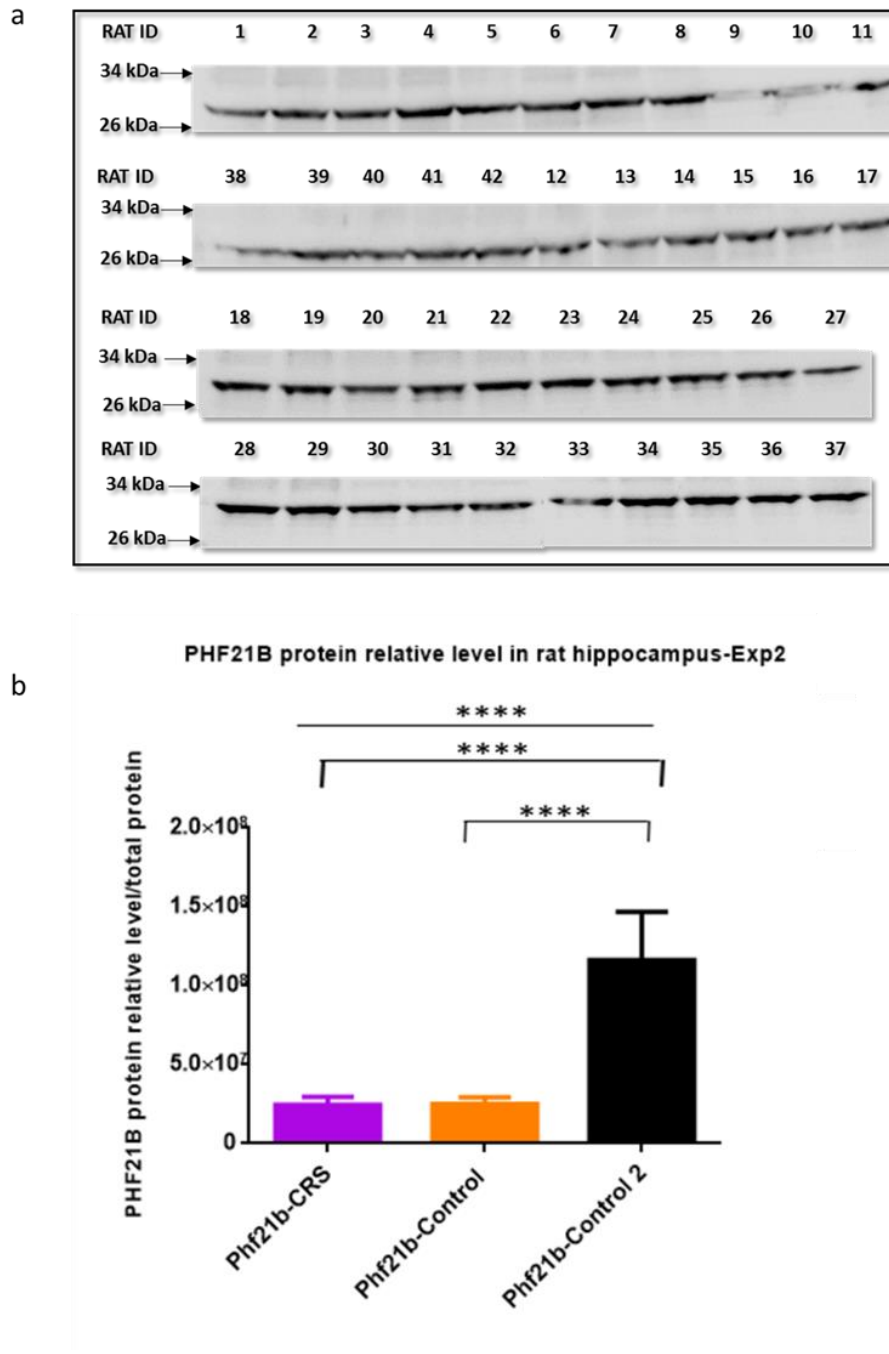 a
RAT ID 1 2 3 4 5 6 7 8 9 10 11
34 kDa
26 kDa
RAT ID 38 39 40 41 42 12 13 14 15 16 17
34 kDa
26 kDa
RAT ID 18 19 20 21 22 23 24 25 26 27
34 kDa
26 kDa
RAT ID 28 29 30 31 32 33 34 35 36 37
34 kDa
26 kDa
PHF21B protein relative level in rat hippocampus-Exp2
b
****
****
****
PHF21B protein relative level/total protein
2.0×10⁸
1.5×10⁸
1.0×10⁸
5.0×10⁷
0
Phf21b-CRS
Phf21b-Control
Phf21b-Control 2